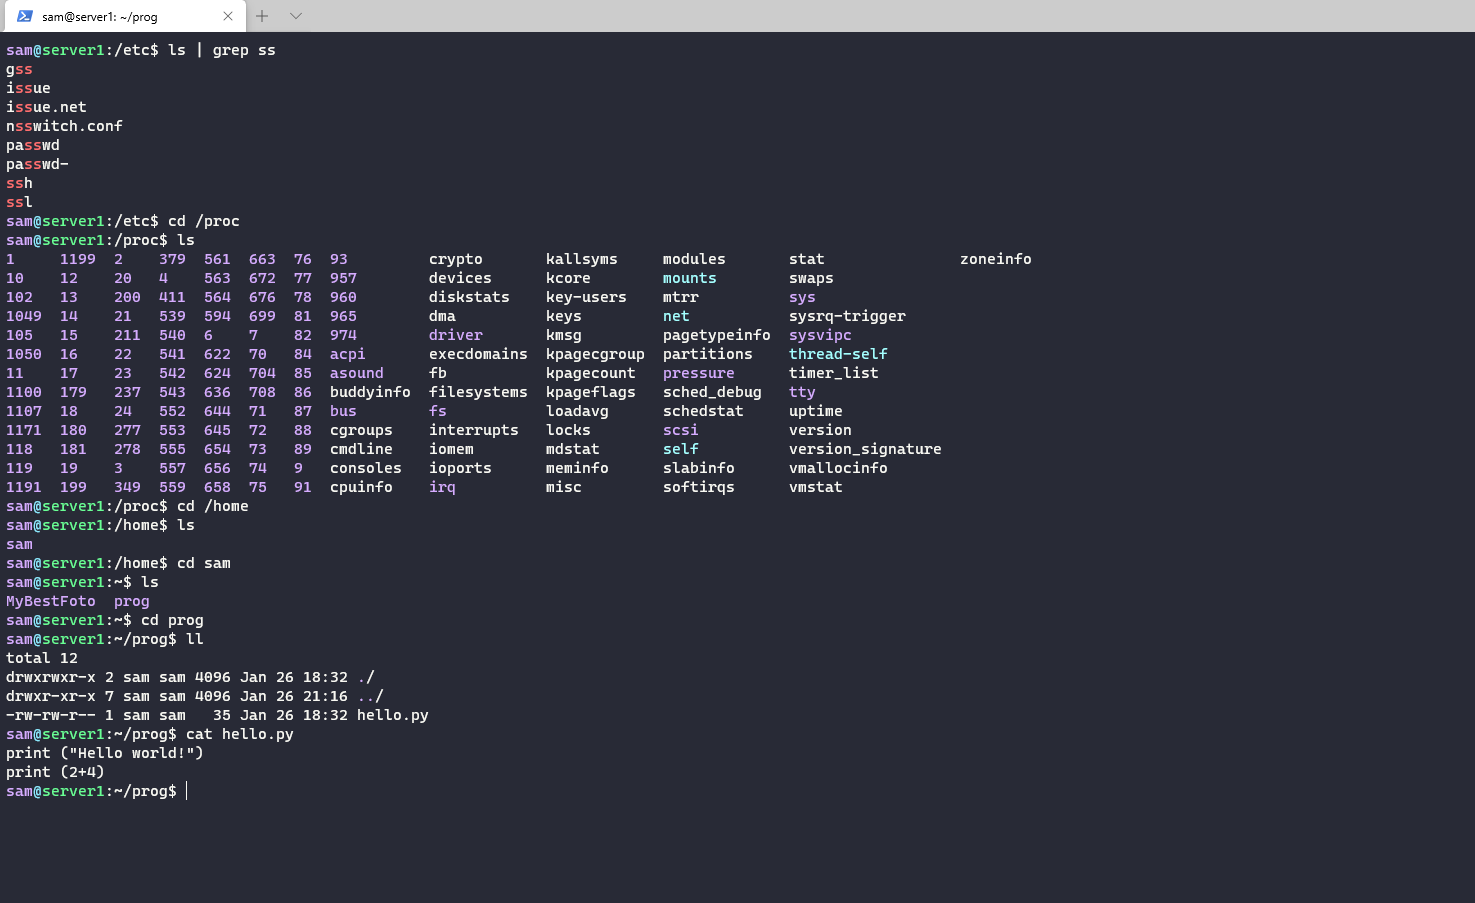 sam@server1: ~/prog
sam@server1:/etc$ ls | grep ss
gss
issue
issue.net
nsswitch.conf
passwd
passwd-
ssh
ssl
sam@server1:/etc$ cd /proc
sam@server1:/proc$ ls
1     1199  2    379  561  663  76  93         crypto       kallsyms     modules       stat               zoneinfo
10    12    20   4    563  672  77  957        devices      kcore        mounts        swaps
102   13    200  411  564  676  78  960        diskstats    key-users    mtrr          sys
1049  14    21   539  594  699  81  965        dma          keys         net           sysrq-trigger
105   15    211  540  6    7    82  974        driver       kmsg         pagetypeinfo  sysvipc
1050  16    22   541  622  70   84  acpi       execdomains  kpagecgroup  partitions    thread-self
11    17    23   542  624  704  85  asound     fb           kpagecount   pressure      timer_list
1100  179   237  543  636  708  86  buddyinfo  filesystems  kpageflags   sched_debug   tty
1107  18    24   552  644  71   87  bus        fs           loadavg      schedstat     uptime
1171  180   277  553  645  72   88  cgroups    interrupts   locks        scsi          version
118   181   278  555  654  73   89  cmdline    iomem        mdstat       self          version_signature
119   19    3    557  656  74   9   consoles   ioports      meminfo      slabinfo      vmallocinfo
1191  199   349  559  658  75   91  cpuinfo    irq          misc         softirqs      vmstat
sam@server1:/proc$ cd /home
sam@server1:/home$ ls
sam
sam@server1:/home$ cd sam
sam@server1:~$ ls
MyBestFoto  prog
sam@server1:~$ cd prog
sam@server1:~/prog$ ll
total 12
drwxrwxr-x 2 sam sam 4096 Jan 26 18:32 ./
drwxr-xr-x 7 sam sam 4096 Jan 26 21:16 ../
-rw-rw-r-- 1 sam sam   35 Jan 26 18:32 hello.py
sam@server1:~/prog$ cat hello.py
print ("Hello world!")
print (2+4)
sam@server1:~/prog$